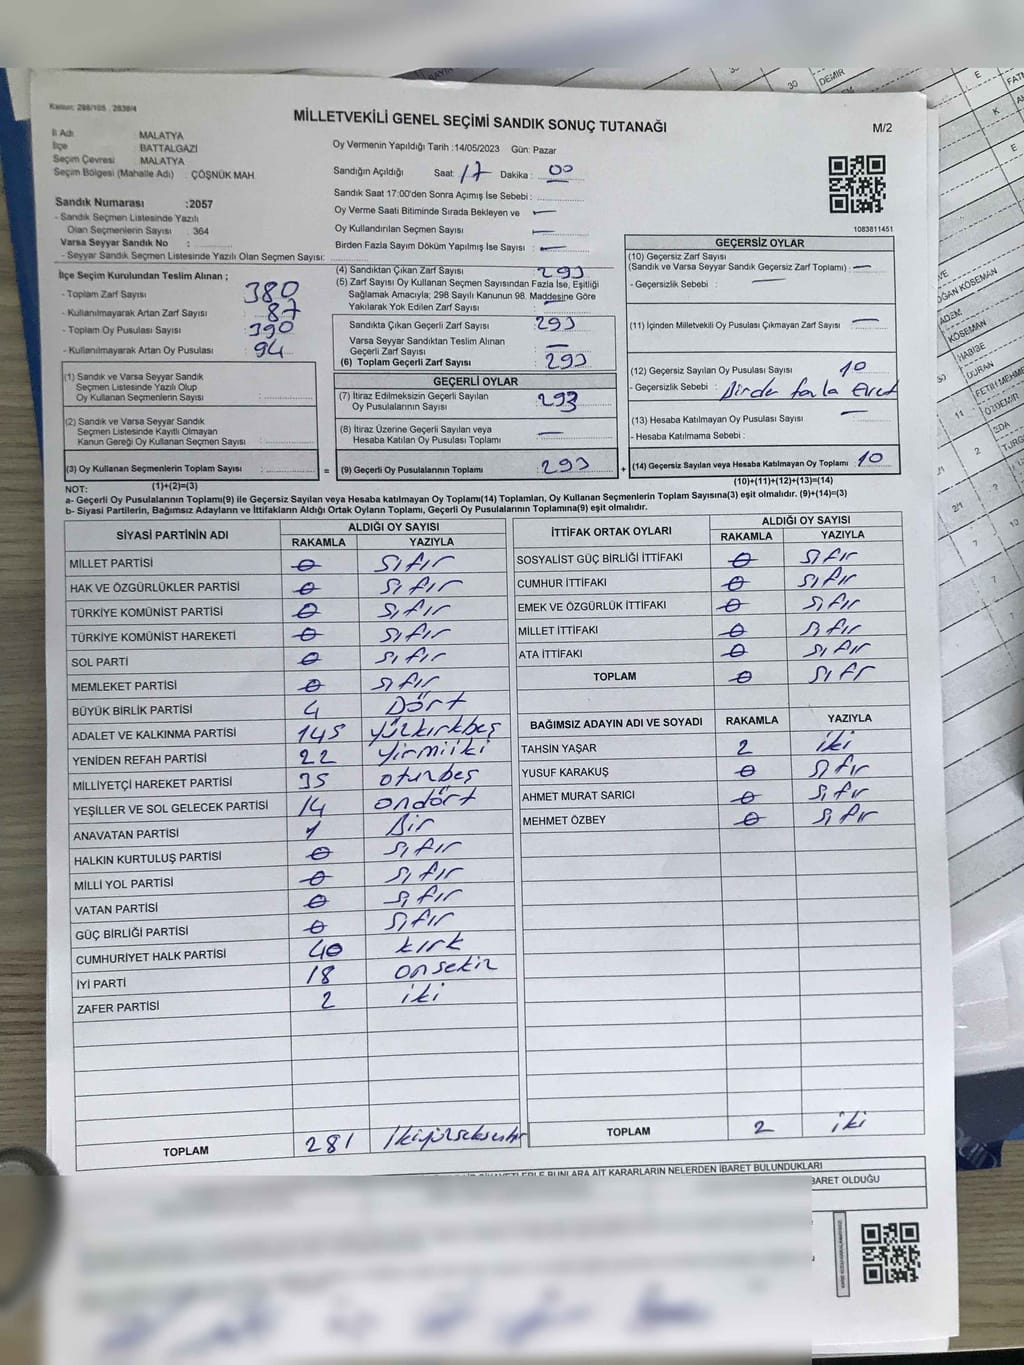 Kanun: 298/105 , 2839/4
MİLLETVEKİLİ GENEL SEÇİMİ SANDIK SONUÇ TUTANAĞI
M/2
İl Adı MALATYA
İlçe BATTALGAZİ
Seçim Çevresi MALATYA
Seçim Bölgesi (Mahalle Adı) : ÇÖŞNÜK MAH
Sandık Numarası :2057
- Sandık Seçmen Listesinde Yazılı
Olan Seçmenlerin Sayısı : 364
Varsa Seyyar Sandık No :
- Seyyar Sandık Seçmen Listesinde Yazılı Olan Seçmen Sayısı:
Oy Vermenin Yapıldığı Tarih :14/05/2023 Gün: Pazar
Sandığın Açıldığı Saat: 17 Dakika : 00
Sandık Saat 17:00'den Sonra Açımış İse Sebebi :
Oy Verme Saati Bitiminde Sırada Bekleyen ve —
Oy Kullandırılan Seçmen Sayısı —
Birden Fazla Sayım Döküm Yapılmış İse Sayısı : —
1083811451
İlçe Seçim Kurulundan Teslim Alınan ;
- Toplam Zarf Sayısı 380
- Kullanılmayarak Artan Zarf Sayısı : 87
- Toplam Oy Pusulası Sayısı 390
- Kullanılmayarak Artan Oy Pusulası : 94
(1) Sandık ve Varsa Seyyar Sandık
Seçmen Listesinde Yazılı Olup
Oy Kullanan Seçmenlerin Sayısı :
(2) Sandık ve Varsa Seyyar Sandık
Seçmen Listesinde Kayıtlı Olmayan
Kanun Gereği Oy Kullanan Seçmen Sayısı :
(3) Oy Kullanan Seçmenlerin Toplam Sayısı : =
(1)+(2)=(3)
(4) Sandıktan Çıkan Zarf Sayısı : 293
(5) Zarf Sayısı Oy Kullanan Seçmen Sayısından Fazla İse, Eşitliği
Sağlamak Amacıyla; 298 Sayılı Kanunun 98. Maddesine Göre
Yakılarak Yok Edilen Zarf Sayısı : —
Sandıkta Çıkan Geçerli Zarf Sayısı : 293
Varsa Seyyar Sandıktan Teslim Alınan
Geçerli Zarf Sayısı : —
(6) Toplam Geçerli Zarf Sayısı : 293
GEÇERLİ OYLAR
(7) İtiraz Edilmeksizin Geçerli Sayılan
Oy Pusulalarının Sayısı : 293
(8) İtiraz Üzerine Geçerli Sayılan veya
Hesaba Katılan Oy Pusulası Toplamı : —
(9) Geçerli Oy Pusulalarının Toplamı : 293 +
GEÇERSİZ OYLAR
(10) Geçersiz Zarf Sayısı
(Sandık ve Varsa Seyyar Sandık Geçersiz Zarf Toplamı) : —
- Geçersizlik Sebebi : —
(11) İçinden Milletvekili Oy Pusulası Çıkmayan Zarf Sayısı : —
(12) Geçersiz Sayılan Oy Pusulası Sayısı : 10
- Geçersizlik Sebebi : Birde fazla Evet
(13) Hesaba Katılmayan Oy Pusulası Sayısı : —
- Hesaba Katılmama Sebebi :
(14) Geçersiz Sayılan veya Hesaba Katılmayan Oy Toplamı : 10
(10)+(11)+(12)+(13)=(14)
NOT:
a- Geçerli Oy Pusulalarının Toplamı(9) ile Geçersiz Sayılan veya Hesaba katılmayan Oy Toplamı(14) Toplamları, Oy Kullanan Seçmenlerin Toplam Sayısına(3) eşit olmalıdır. (9)+(14)=(3)
b- Siyasi Partilerin, Bağımsız Adayların ve İttifakların Aldığı Ortak Oyların Toplamı, Geçerli Oy Pusulalarının Toplamına(9) eşit olmalıdır.
SİYASİ PARTİNİN ADI ALDIĞI OY SAYISI
RAKAMLA YAZIYLA
MİLLET PARTİSİ 0 Sıfır
HAK VE ÖZGÜRLÜKLER PARTİSİ 0 Sıfır
TÜRKİYE KOMÜNİST PARTİSİ 0 Sıfır
TÜRKİYE KOMÜNİST HAREKETİ 0 Sıfır
SOL PARTİ 0 Sıfır
MEMLEKET PARTİSİ 0 Sıfır
BÜYÜK BİRLİK PARTİSİ 4 Dört
ADALET VE KALKINMA PARTİSİ 145 yüzkırkbeş
YENİDEN REFAH PARTİSİ 22 yirmiiki
MİLLİYETÇİ HAREKET PARTİSİ 35 otuzbeş
YEŞİLLER VE SOL GELECEK PARTİSİ 14 ondört
ANAVATAN PARTİSİ 1 Bir
HALKIN KURTULUŞ PARTİSİ 0 Sıfır
MİLLİ YOL PARTİSİ 0 Sıfır
VATAN PARTİSİ 0 Sıfır
GÜÇ BİRLİĞİ PARTİSİ 0 Sıfır
CUMHURİYET HALK PARTİSİ 40 kırk
İYİ PARTİ 18 onsekiz
ZAFER PARTİSİ 2 iki
TOPLAM 281
İTTİFAK ORTAK OYLARI ALDIĞI OY SAYISI
RAKAMLA YAZIYLA
SOSYALİST GÜÇ BİRLİĞİ İTTİFAKI 0 Sıfır
CUMHUR İTTİFAKI 0 Sıfır
EMEK VE ÖZGÜRLÜK İTTİFAKI 0 Sıfır
MİLLET İTTİFAKI 0 Sıfır
ATA İTTİFAKI 0 Sıfır
TOPLAM 0 Sıfr
BAĞIMSIZ ADAYIN ADI VE SOYADI RAKAMLA YAZIYLA
TAHSİN YAŞAR 2 iki
YUSUF KARAKUŞ 0 Sıfır
AHMET MURAT SARICI 0 Sıfır
MEHMET ÖZBEY 0 Sıfır
TOPLAM 2 iki
BUNLARA AİT KARARLARIN NELERDEN İBARET BULUNDUKLARI
BARET OLDUĞU
30 DEMİR
ĞAN KÖSEMAN
ADEM
KÖSEMAN
HABİBE
DURAN
11 FETİH MEHME
ÖZDEMİR
EDA